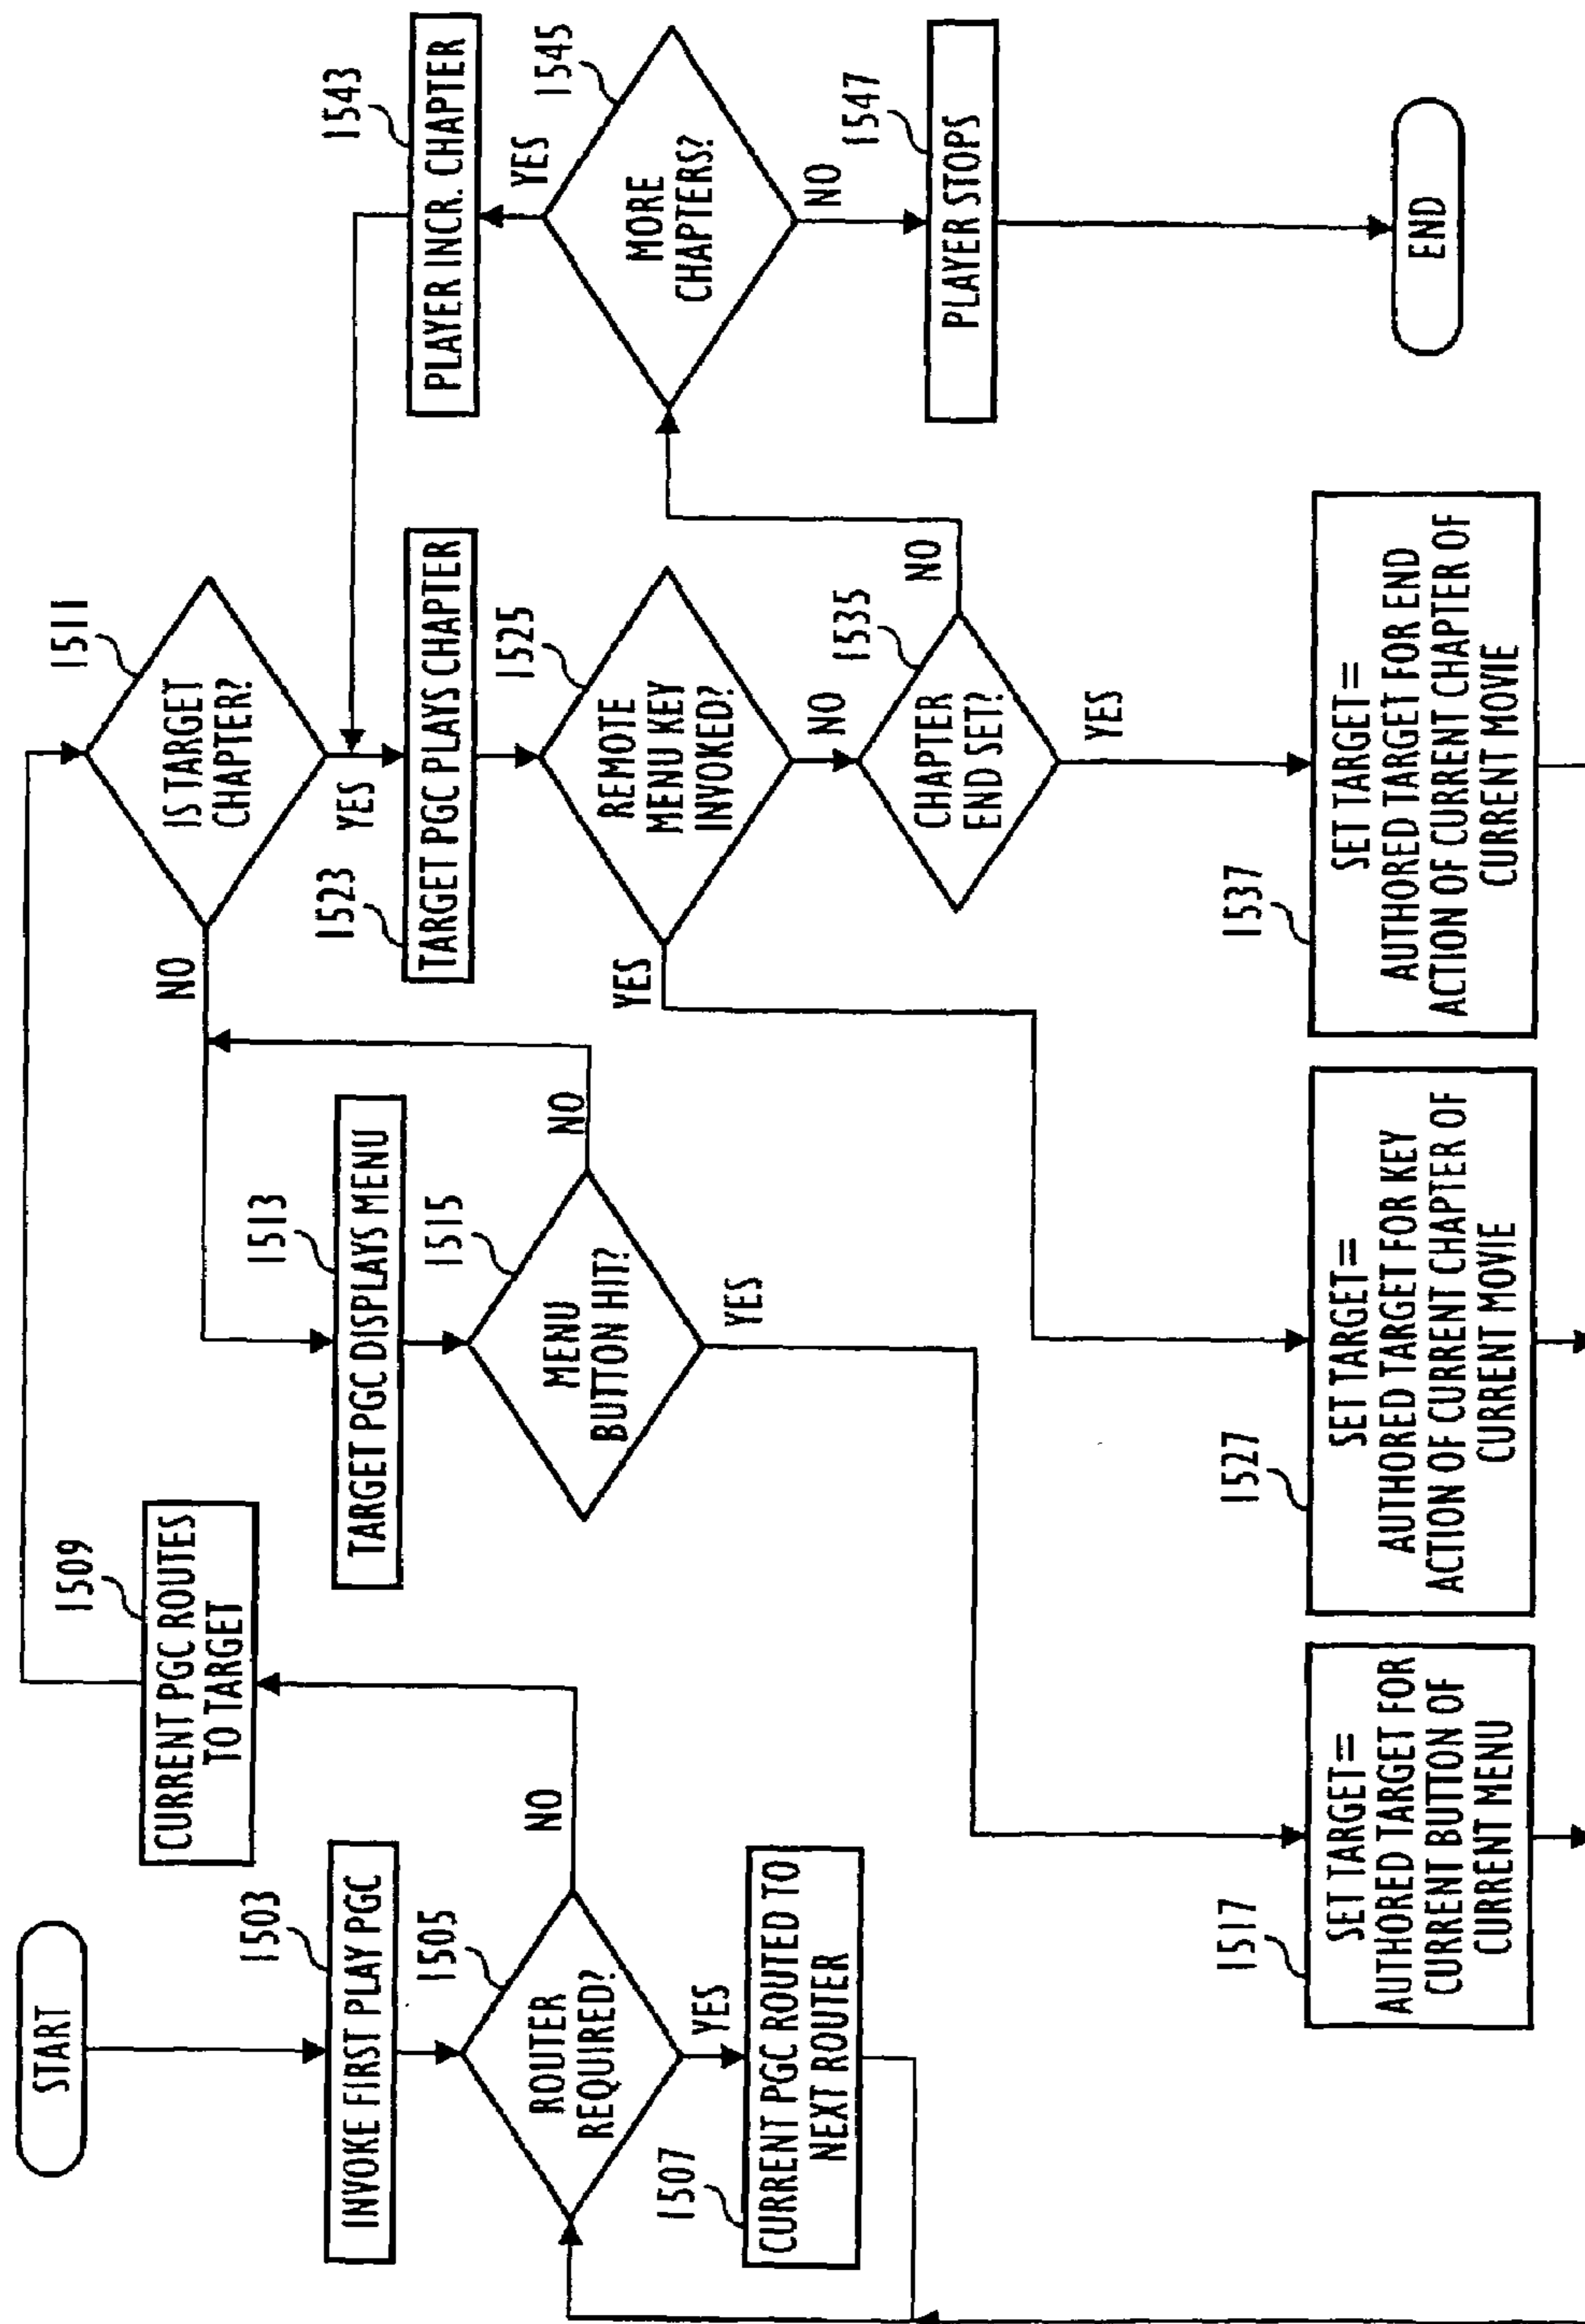 START
1503
INVOKE FIRST PLAY PGC
1505
ROUTER
REQUIRED?
NO
YES
1507
CURRENT PGC ROUTED TO
NEXT ROUTER
1509
CURRENT PGC ROUTES
TO TARGET
1511
IS TARGET
CHAPTER?
NO
YES
1513
TARGET PGC DISPLAYS MENU
1515
MENU
BUTTON HIT?
NO
YES
1517
SET TARGET=
AUTHORED TARGET FOR
CURRENT BUTTON OF
CURRENT MENU
1523
TARGET PGC PLAYS CHAPTER
1525
REMOTE
MENU KEY
INVOKED?
YES
NO
1527
SET TARGET=
AUTHORED TARGET FOR KEY
ACTION OF CURRENT CHAPTER OF
CURRENT MOVIE
1535
CHAPTER
END SET?
NO
YES
1537
SET TARGET=
AUTHORED TARGET FOR END
ACTION OF CURRENT CHAPTER OF
CURRENT MOVIE
1543
PLAYER INCR. CHAPTER
1545
MORE
CHAPTERS?
YES
NO
1547
PLAYER STOPS
END